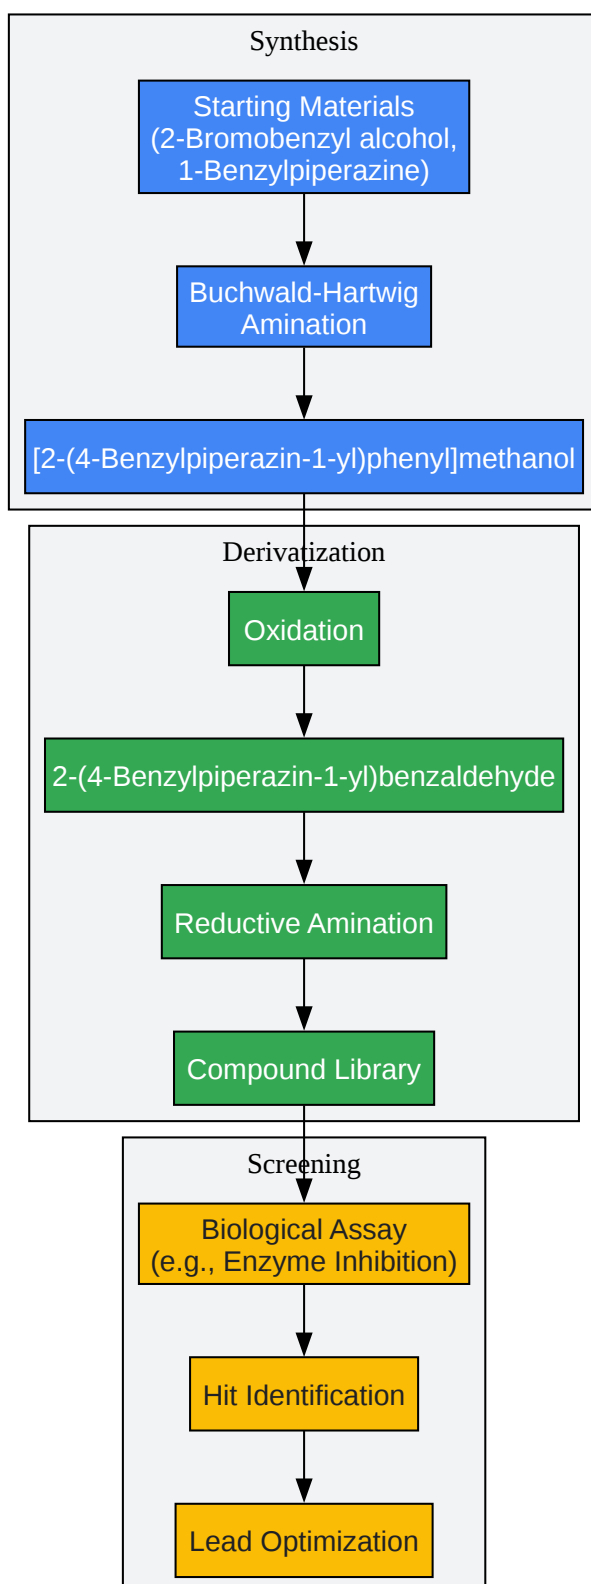 Synthesis
Starting Materials
(2-Bromobenzyl alcohol,
1-Benzylpiperazine)
Buchwald-Hartwig
Amination
[2-(4-Benzylpiperazin-1-yl)phenyl]methanol
Derivatization
Oxidation
2-(4-Benzylpiperazin-1-yl)benzaldehyde
Reductive Amination
Compound Library
Screening
Biological Assay
(e.g., Enzyme Inhibition)
Hit Identification
Lead Optimization